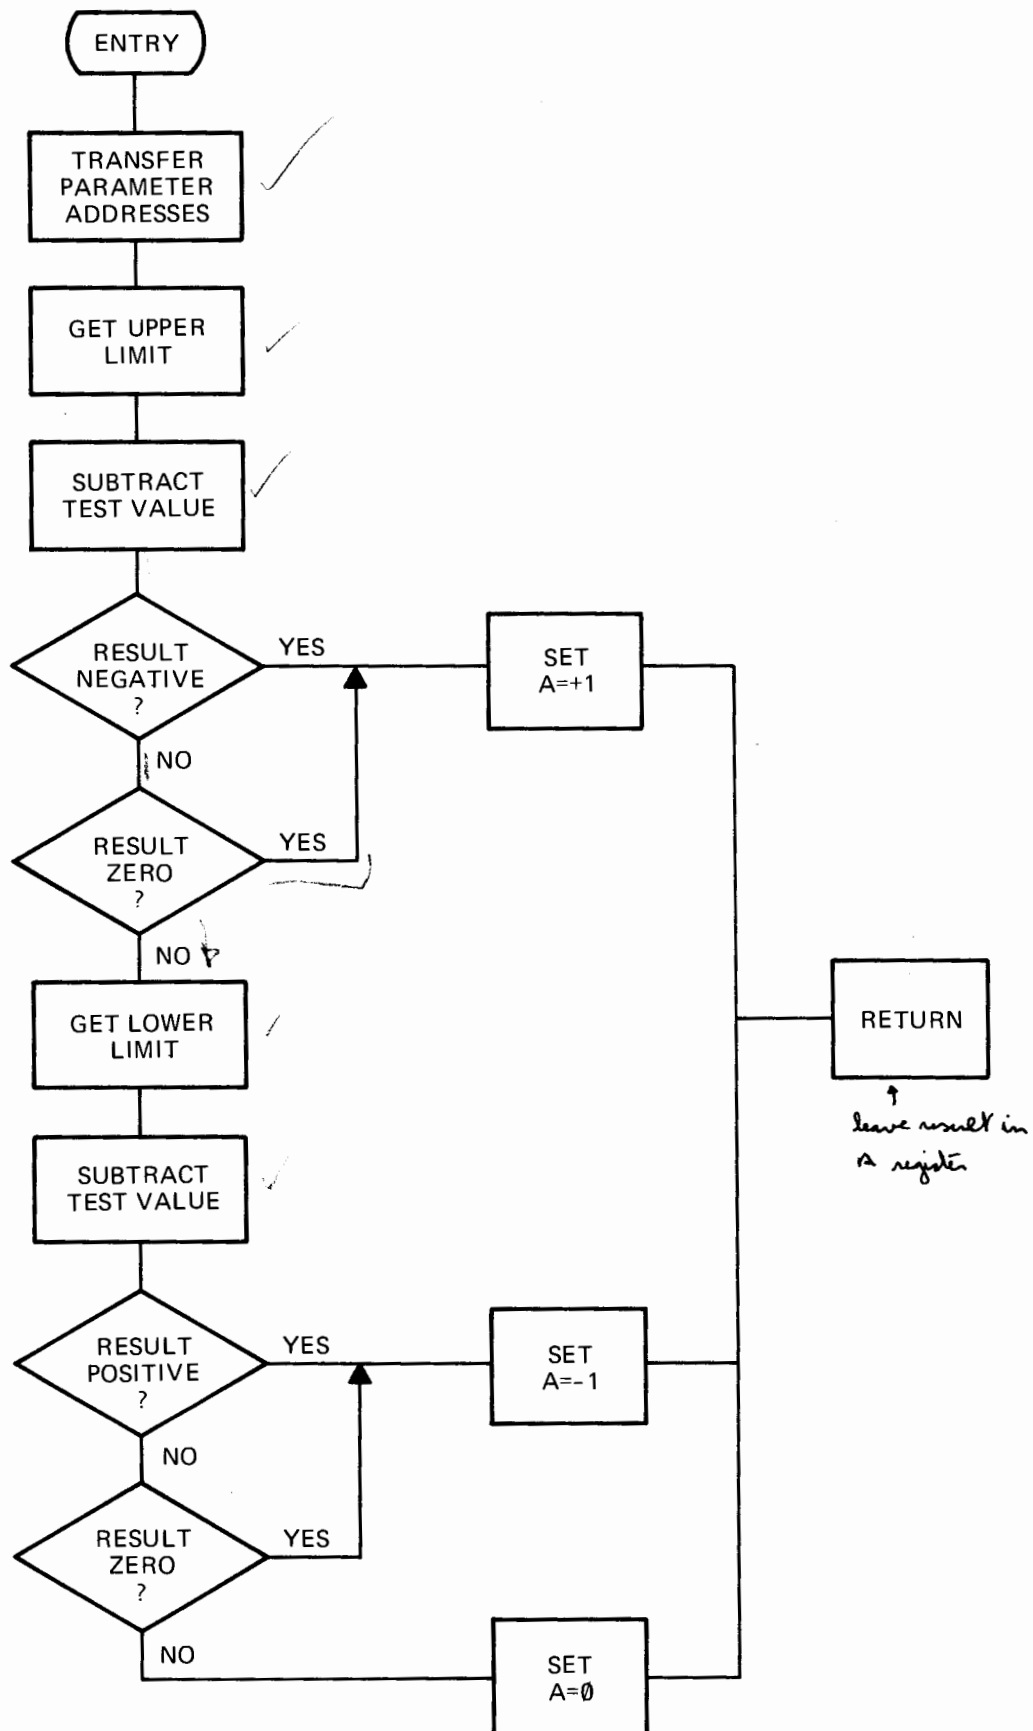 ENTRY
TRANSFER
PARAMETER
ADDRESSES
GET UPPER
LIMIT
SUBTRACT
TEST VALUE
RESULT
NEGATIVE
?
YES
SET
A=+1
NO
RESULT
ZERO
?
YES
NO
GET LOWER
LIMIT
RETURN
leave result in
A register
SUBTRACT
TEST VALUE
RESULT
POSITIVE
?
YES
SET
A=-1
NO
RESULT
ZERO
?
YES
NO
SET
A=Ø